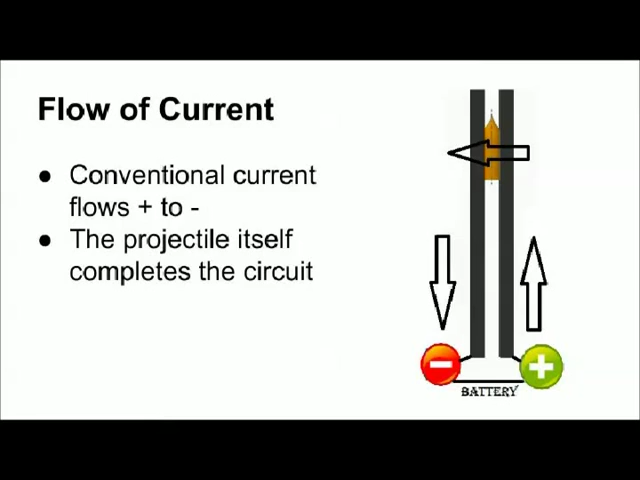 Flow of Current
● Conventional current
flows + to -
● The projectile itself
completes the circuit
BATTERY